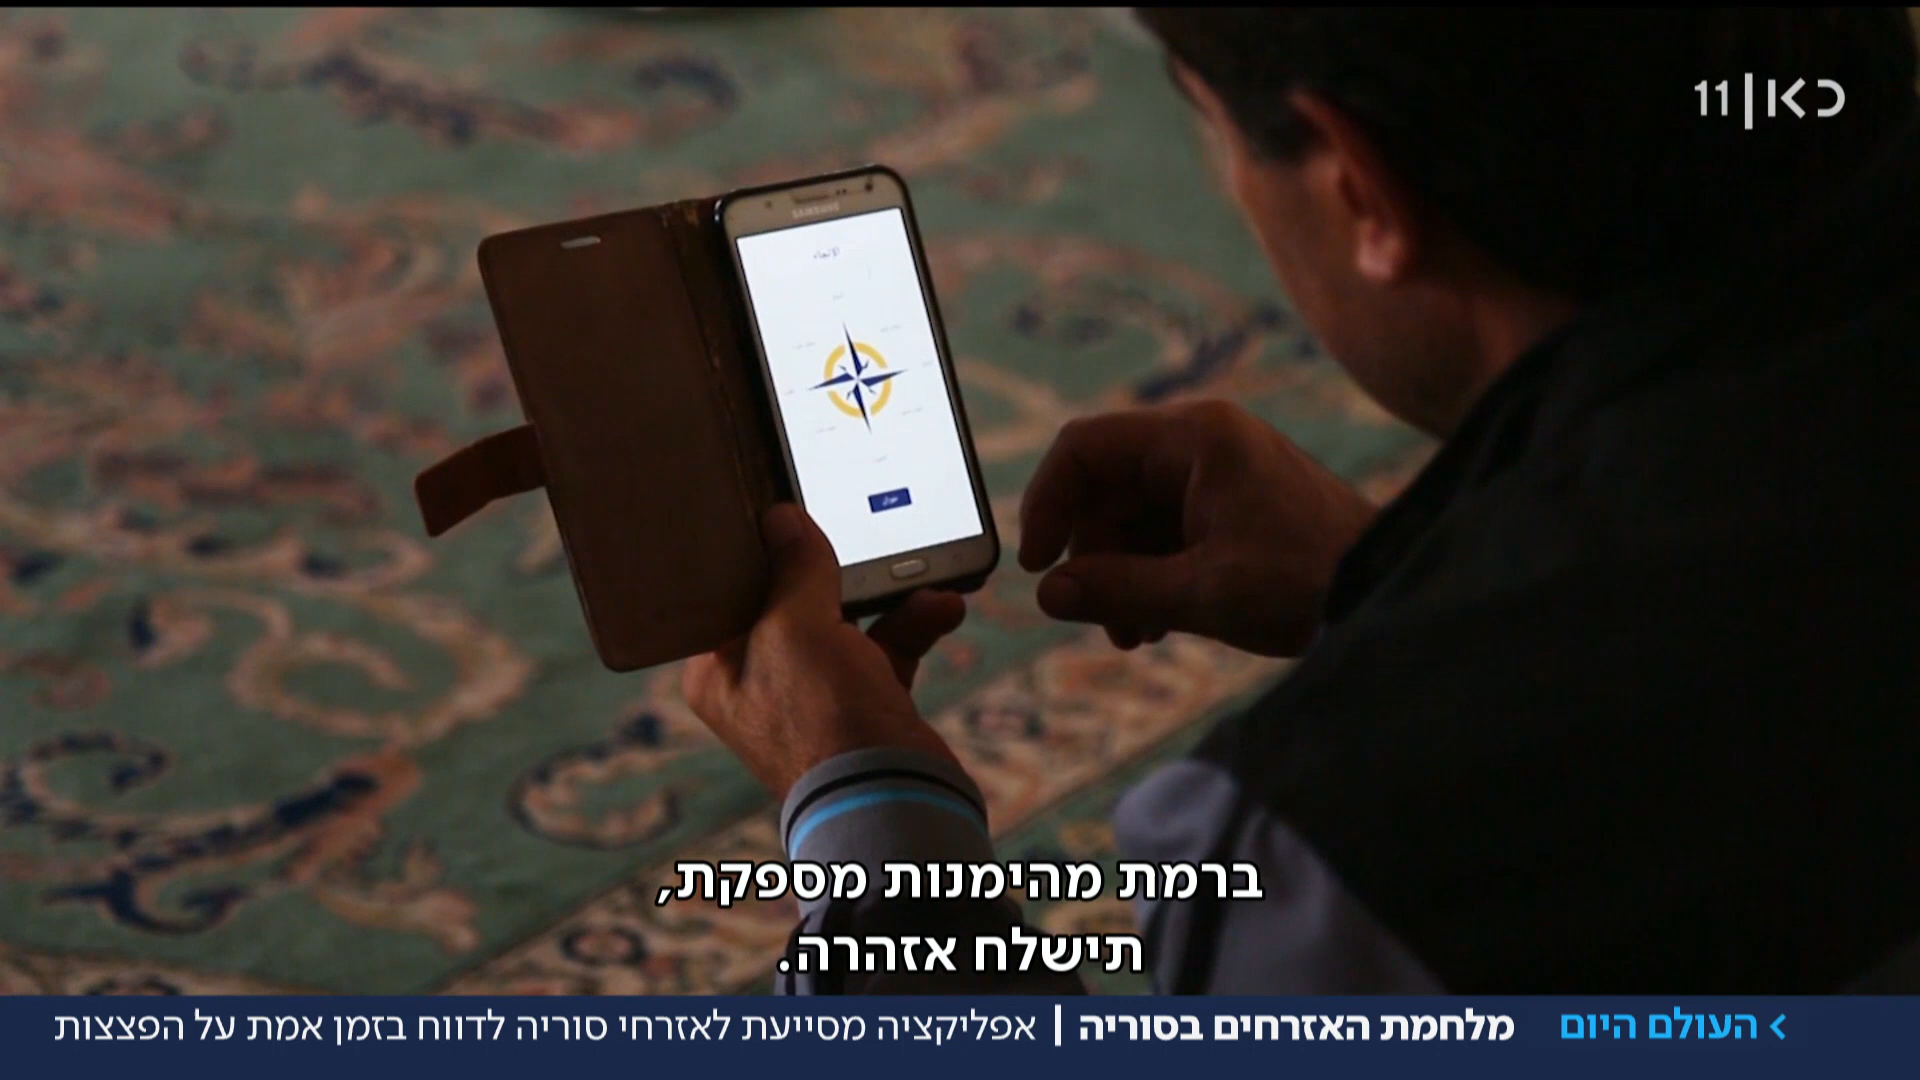 כאן 11
SAMSUNG
ברמת מהימנות מספקת,
תישלח אזהרה.
העולם היום
מלחמת האזרחים בסוריה | אפליקציה מסייעת לאזרחי סוריה לדווח בזמן אמת על הפצצות